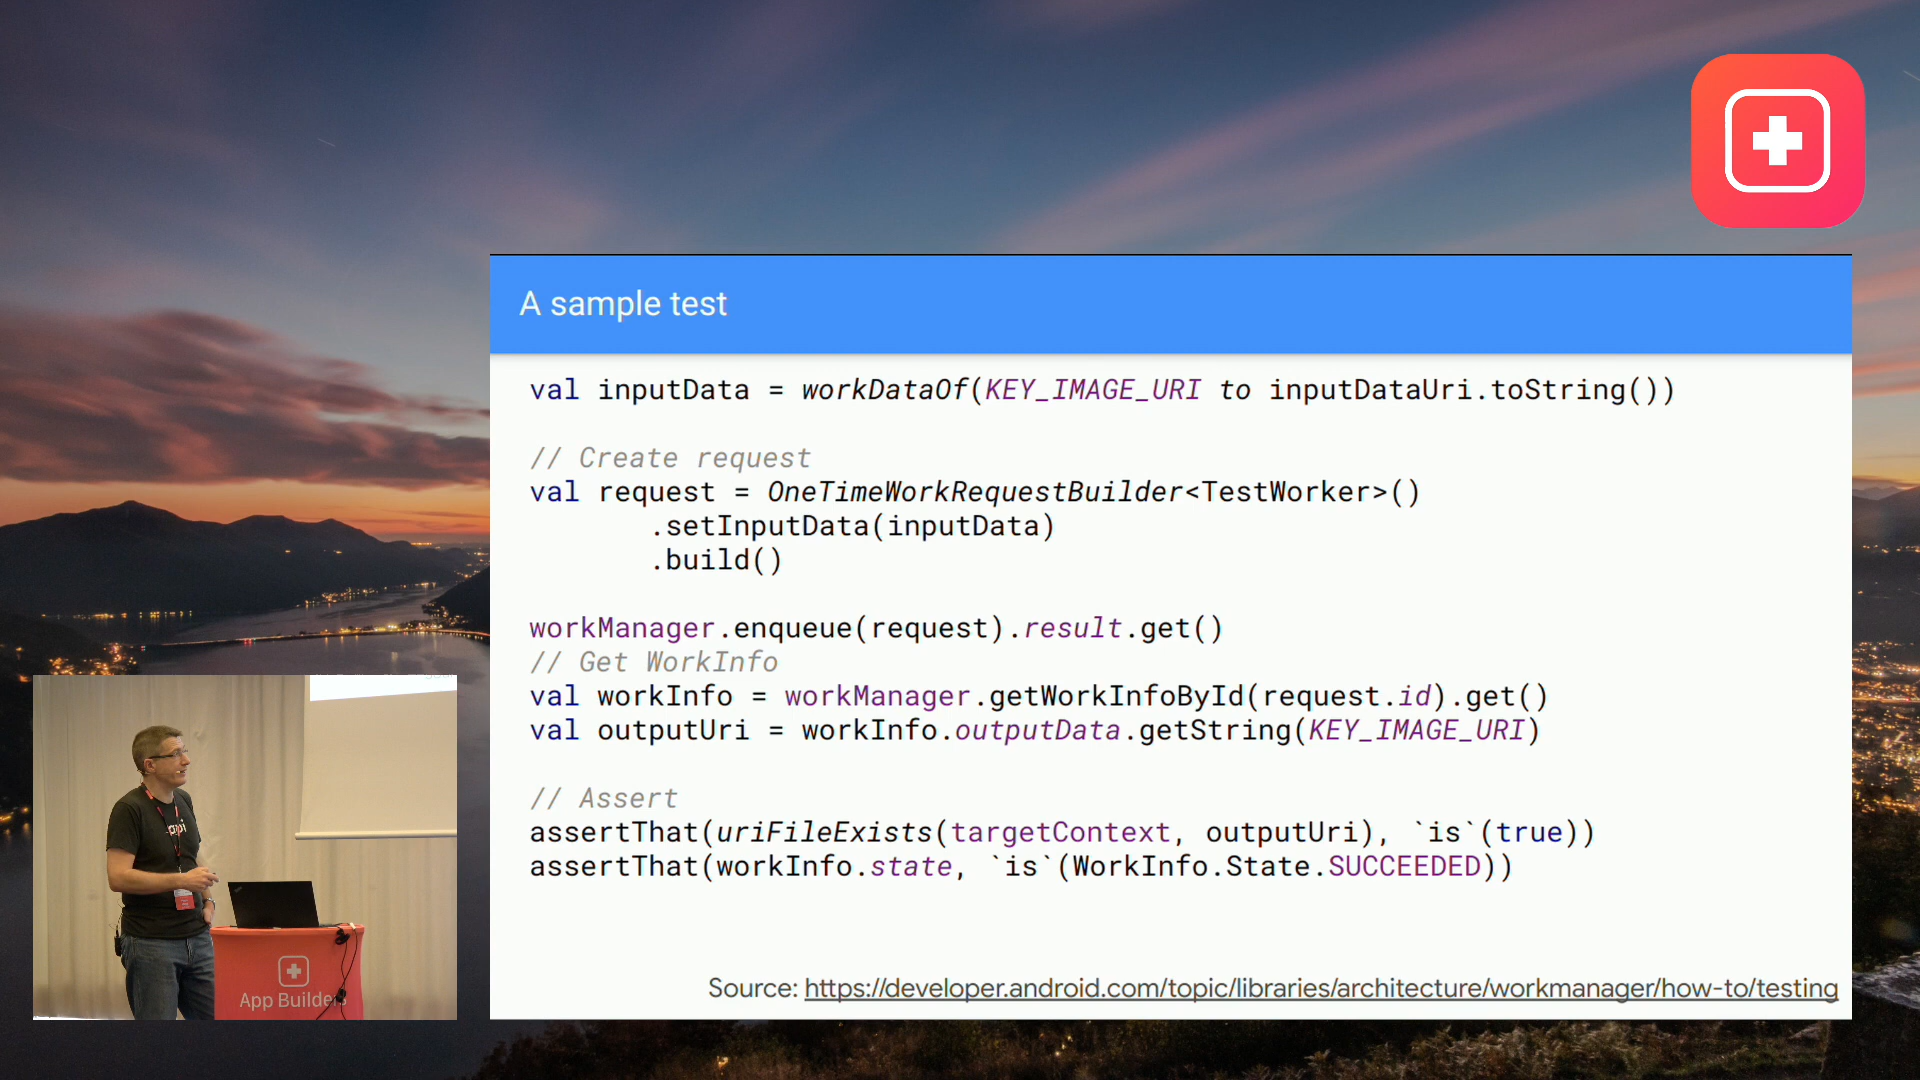 A sample test
val inputData = workDataOf(KEY_IMAGE_URI to inputDataUri.toString())
// Create request
val request = OneTimeWorkRequestBuilder<TestWorker>()
.setInputData(inputData)
.build()
workManager.enqueue(request).result.get()
// Get WorkInfo
val workInfo = workManager.getWorkInfoById(request.id).get()
val outputUri = workInfo.outputData.getString(KEY_IMAGE_URI)
// Assert
assertThat(uriFileExists(targetContext, outputUri), `is`(true))
assertThat(workInfo.state, `is`(WorkInfo.State.SUCCEEDED))
Source: https://developer.android.com/topic/libraries/architecture/workmanager/how-to/testing
App Builders